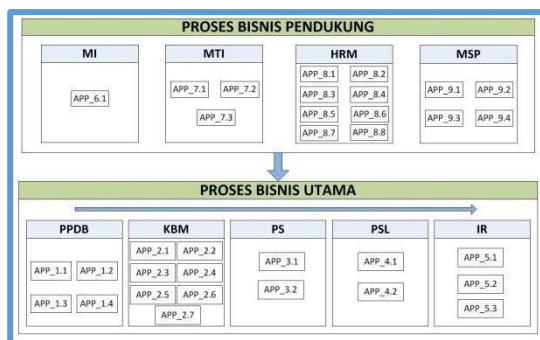 PROSES BISNIS PENDUKUNG
MI
MTI
HRM
MSP
APP_6.1
APP_7.1 APP_7.2
APP_7.3
APP_8.1 APP_8.2
APP_8.3 APP_8.4
APP_8.5 APP_8.6
APP_8.7 APP_8.8
APP_9.1 APP_9.2
APP_9.3 APP_9.4
PROSES BISNIS UTAMA
PPDB
KBM
PS
PSL
IR
APP_1.1 APP_1.2
APP_1.3 APP_1.4
APP_2.1 APP_2.2
APP_2.3 APP_2.4
APP_2.5 APP_2.6
APP_2.7
APP_3.1
APP_3.2
APP_4.1
APP_4.2
APP_5.1
APP_5.2
APP_5.3